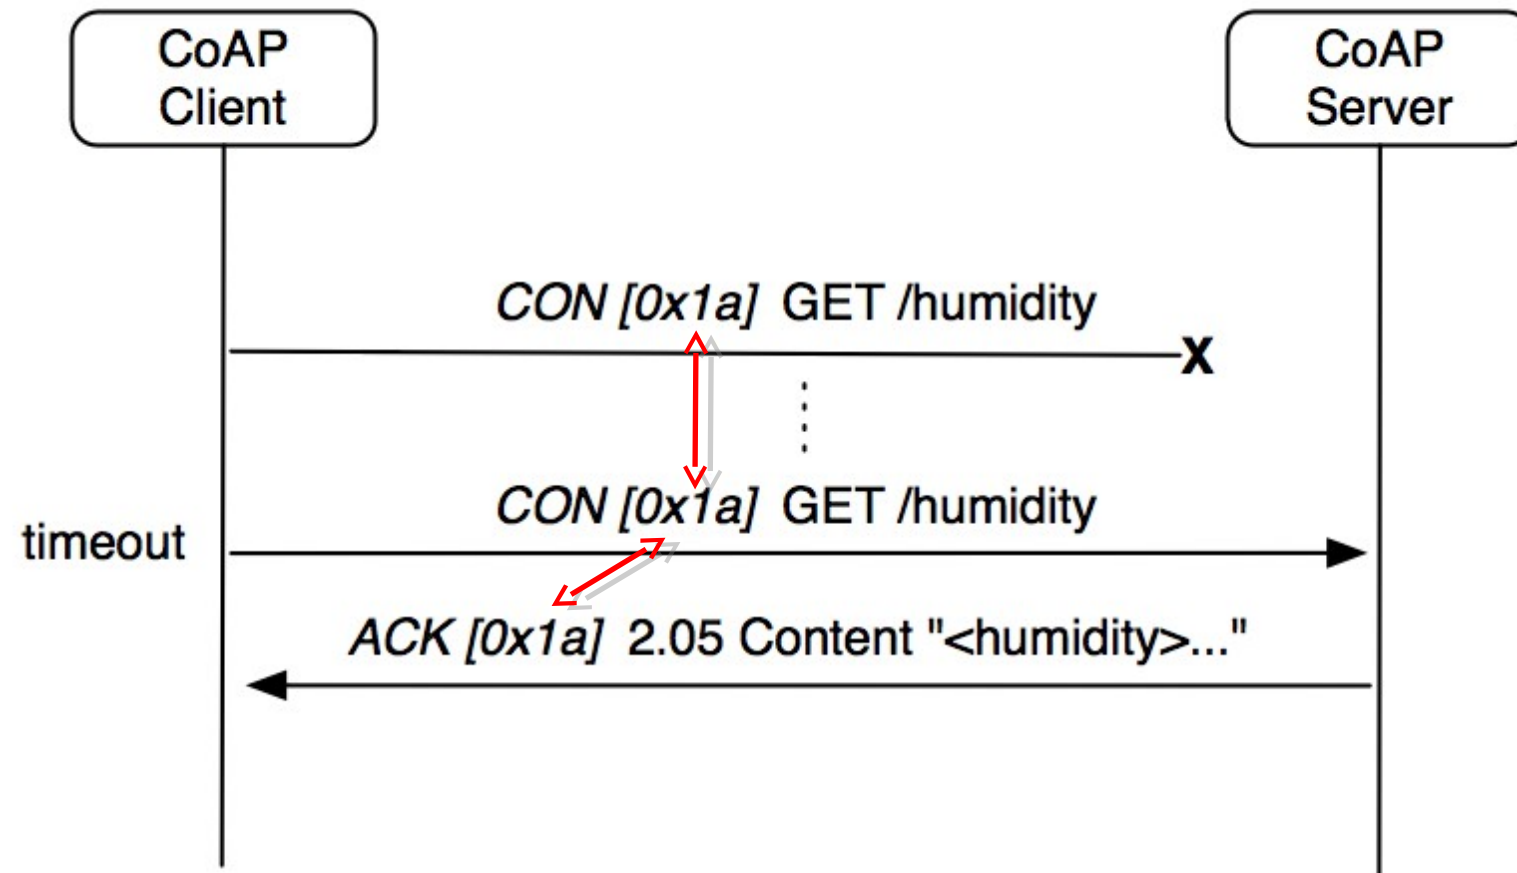 CoAP
Client
CoAP
Server
CON [0x1a] GET /humidity
X
CON [0x1a] GET /humidity
timeout
ACK [0x1a] 2.05 Content "<humidity>..."